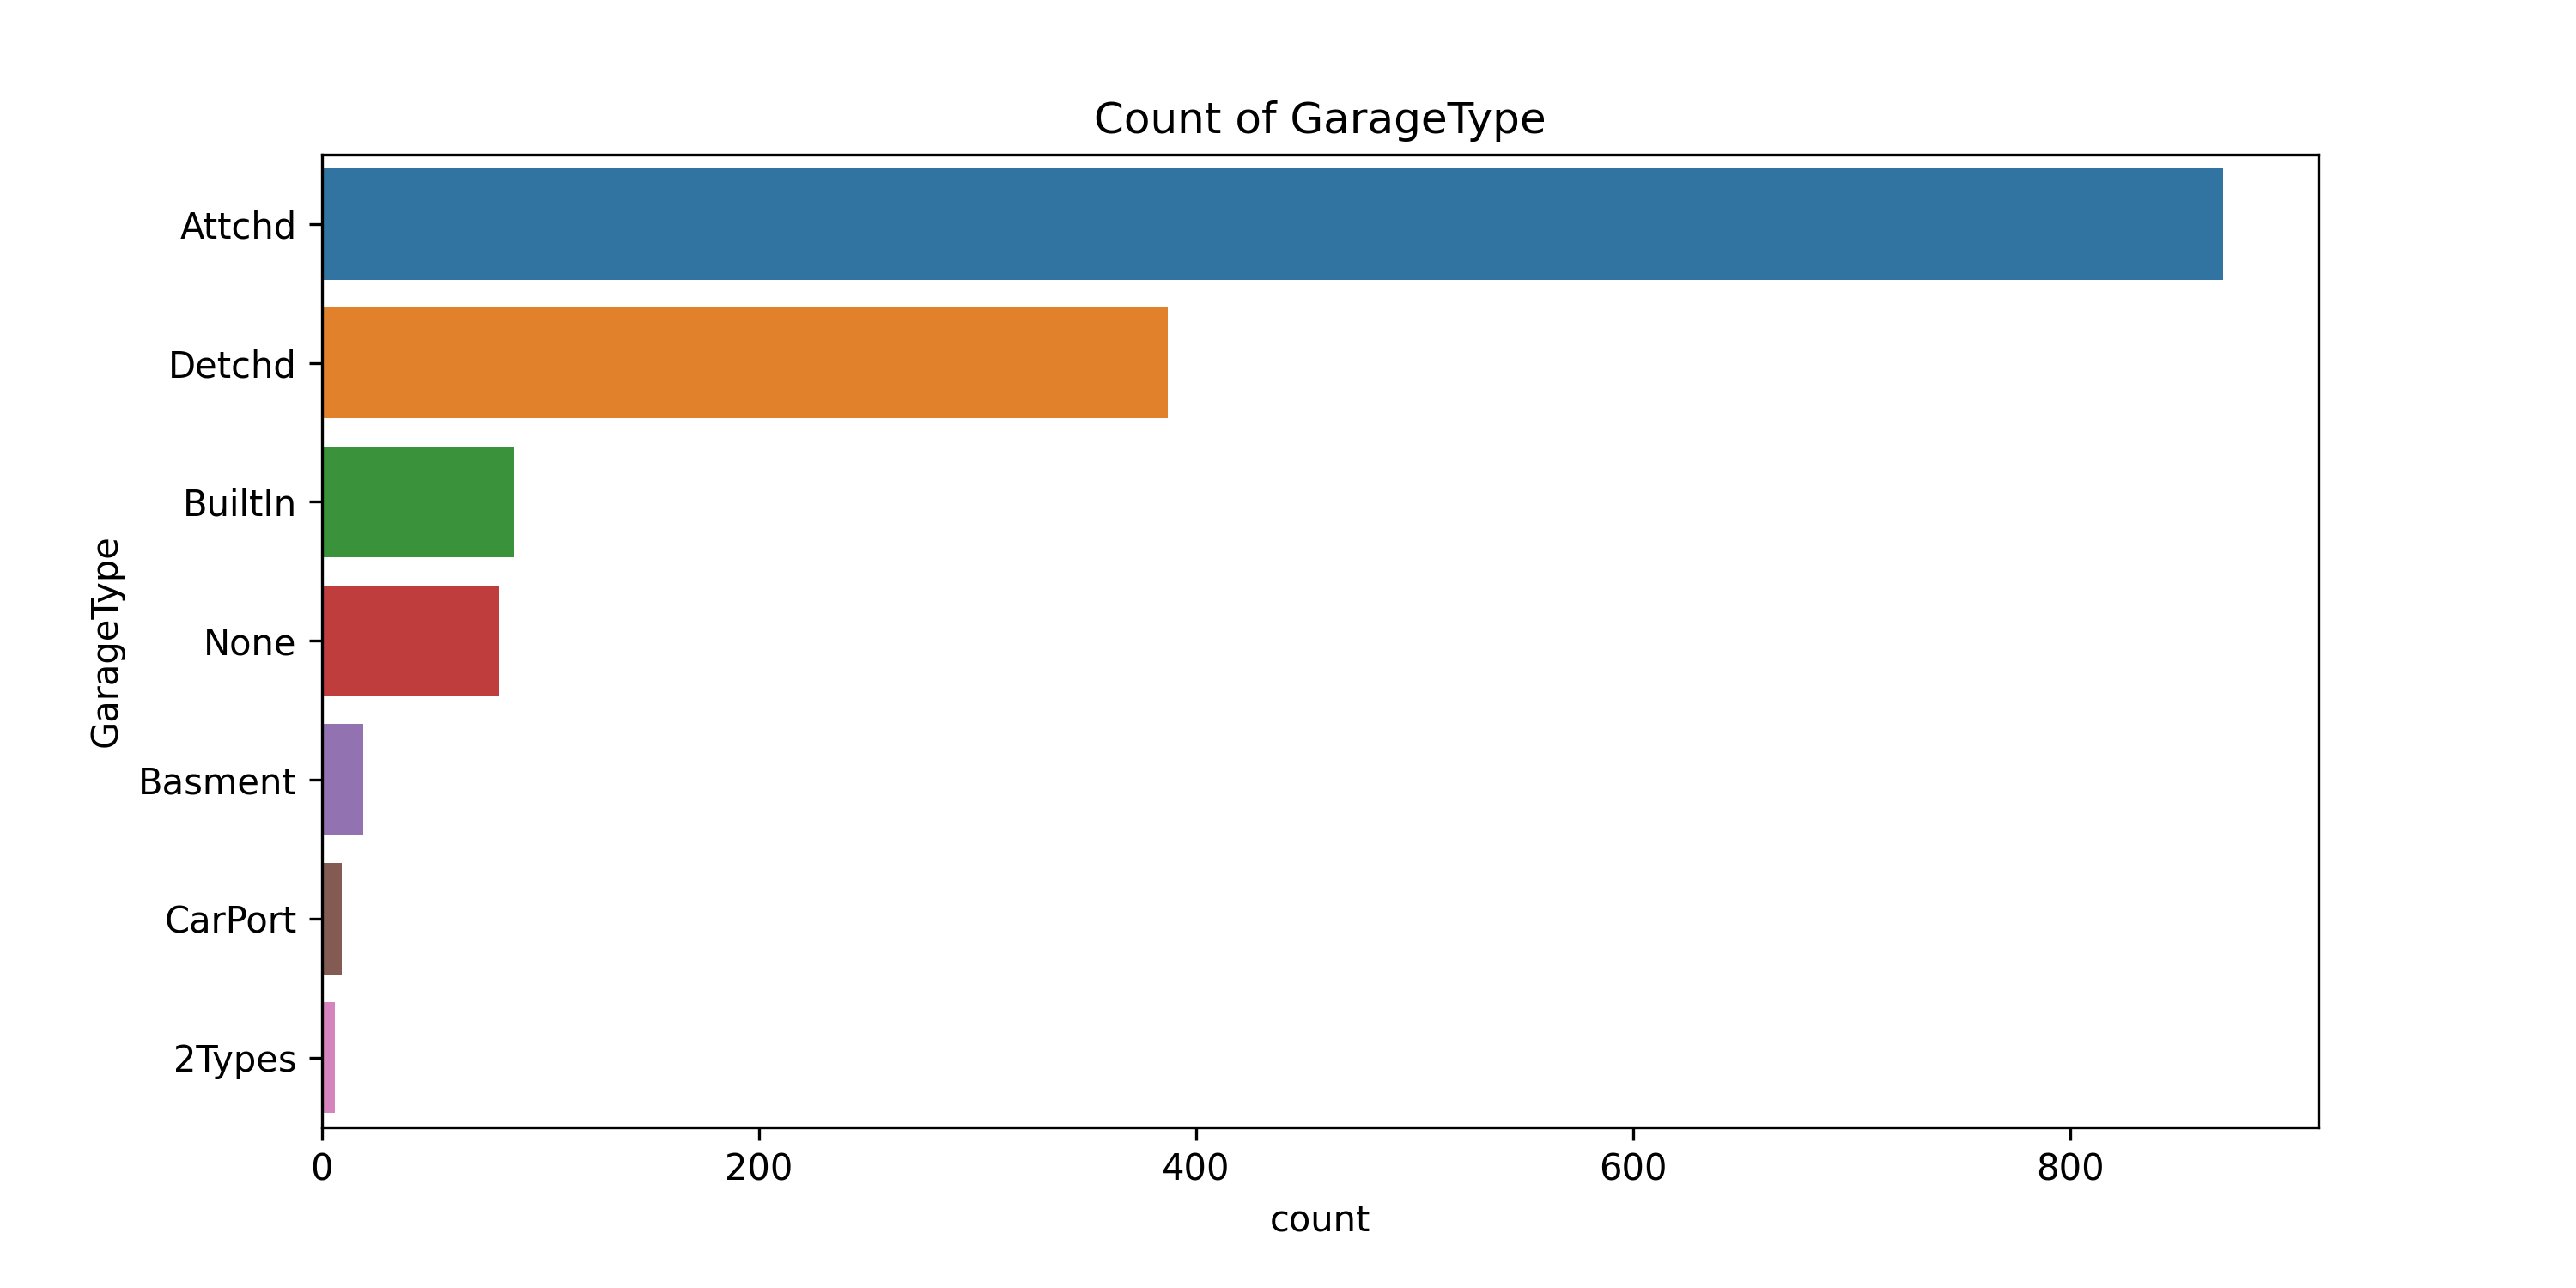 Count of GarageType
GarageType
Attchd
Detchd
BuiltIn
None
Basment
CarPort
2Types
0 200 400 600 800
count